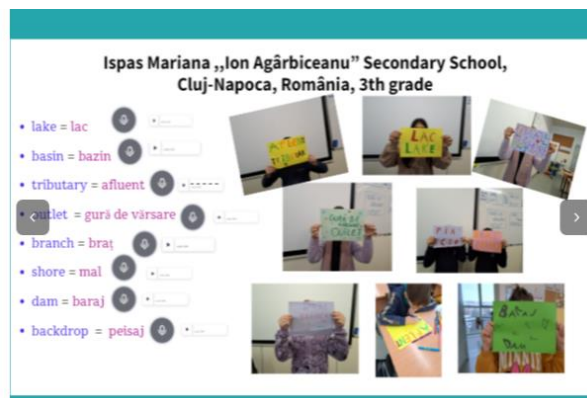 Ispas Mariana ,,Ion Agârbiceanu” Secondary School,
Cluj-Napoca, România, 3th grade
lake = lac
basin = bazin
tributary = afluent
outlet = gură de vărsare
branch = braț
shore = mal
dam = baraj
backdrop = peisaj
LAC
LAKE
BARAJ
DAM